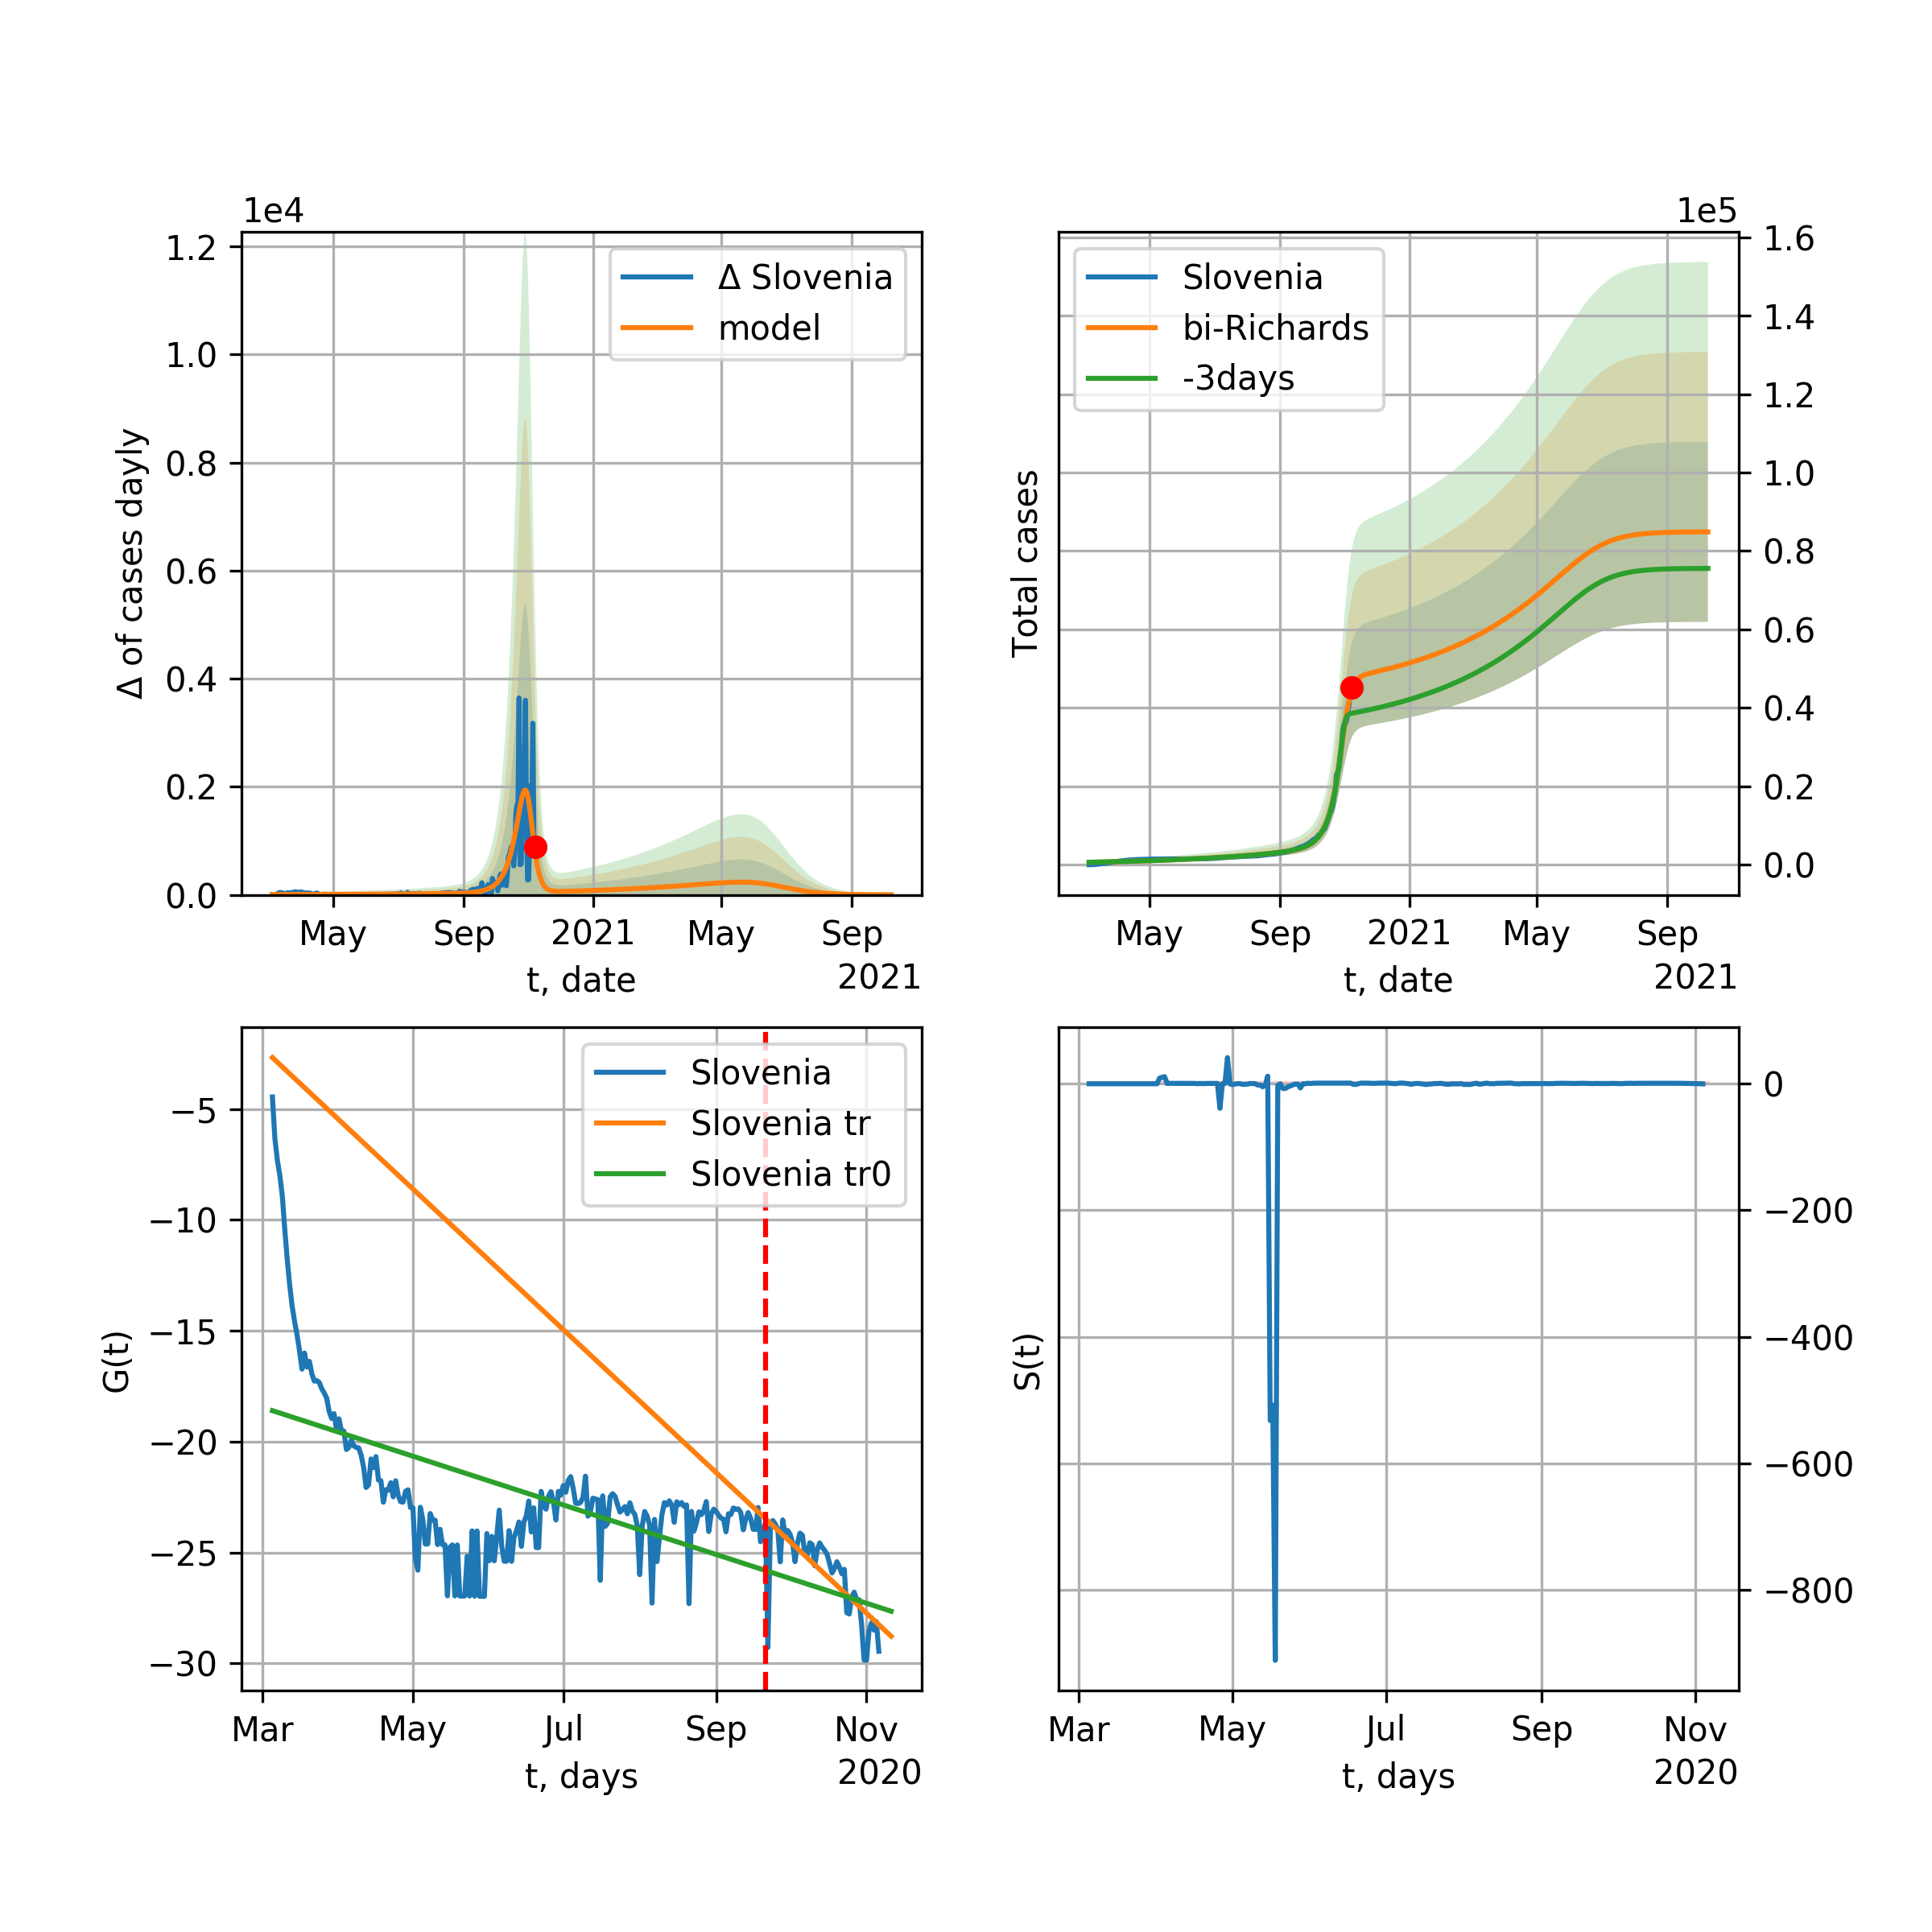 1e4
1.2
1.0
0.8
0.6
0.4
0.2
0.0
Δ of cases dayly
Δ Slovenia
model
May Sep 2021 May Sep
t, date 2021
1e5
1.6
1.4
1.2
1.0
0.8
0.6
0.4
0.2
0.0
Total cases
Slovenia
bi-Richards
-3days
May Sep 2021 May Sep
t, date 2021
−5
−10
−15
−20
−25
−30
G(t)
Slovenia
Slovenia tr
Slovenia tr0
Mar May Jul Sep Nov
t, days 2020
0
−200
−400
−600
−800
S(t)
Mar May Jul Sep Nov
t, days 2020